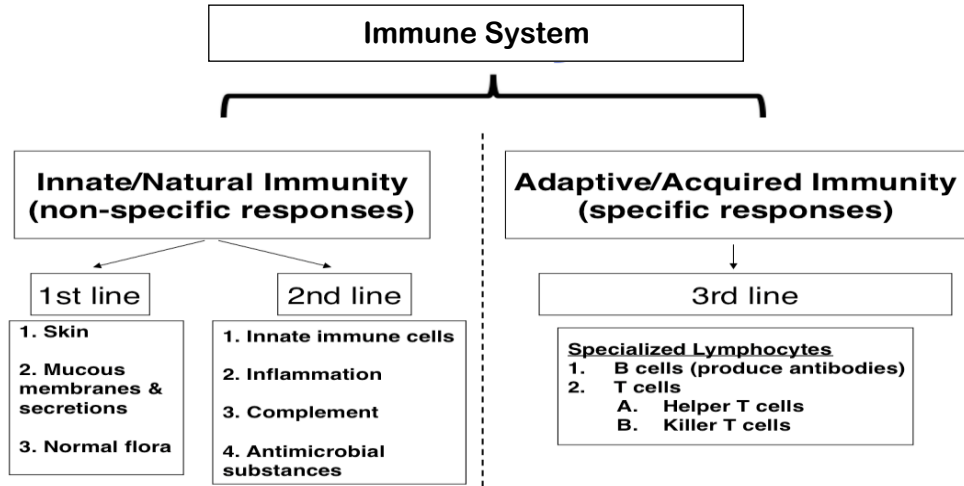 Immune System
Innate/Natural Immunity
(non-specific responses)
Adaptive/Acquired Immunity
(specific responses)
1st line
2nd line
3rd line
1. Skin
2. Mucous
membranes &
secretions
3. Normal flora
1. Innate immune cells
2. Inflammation
3. Complement
4. Antimicrobial
substances
Specialized Lymphocytes
1. B cells (produce antibodies)
2. T cells
A. Helper T cells
B. Killer T cells